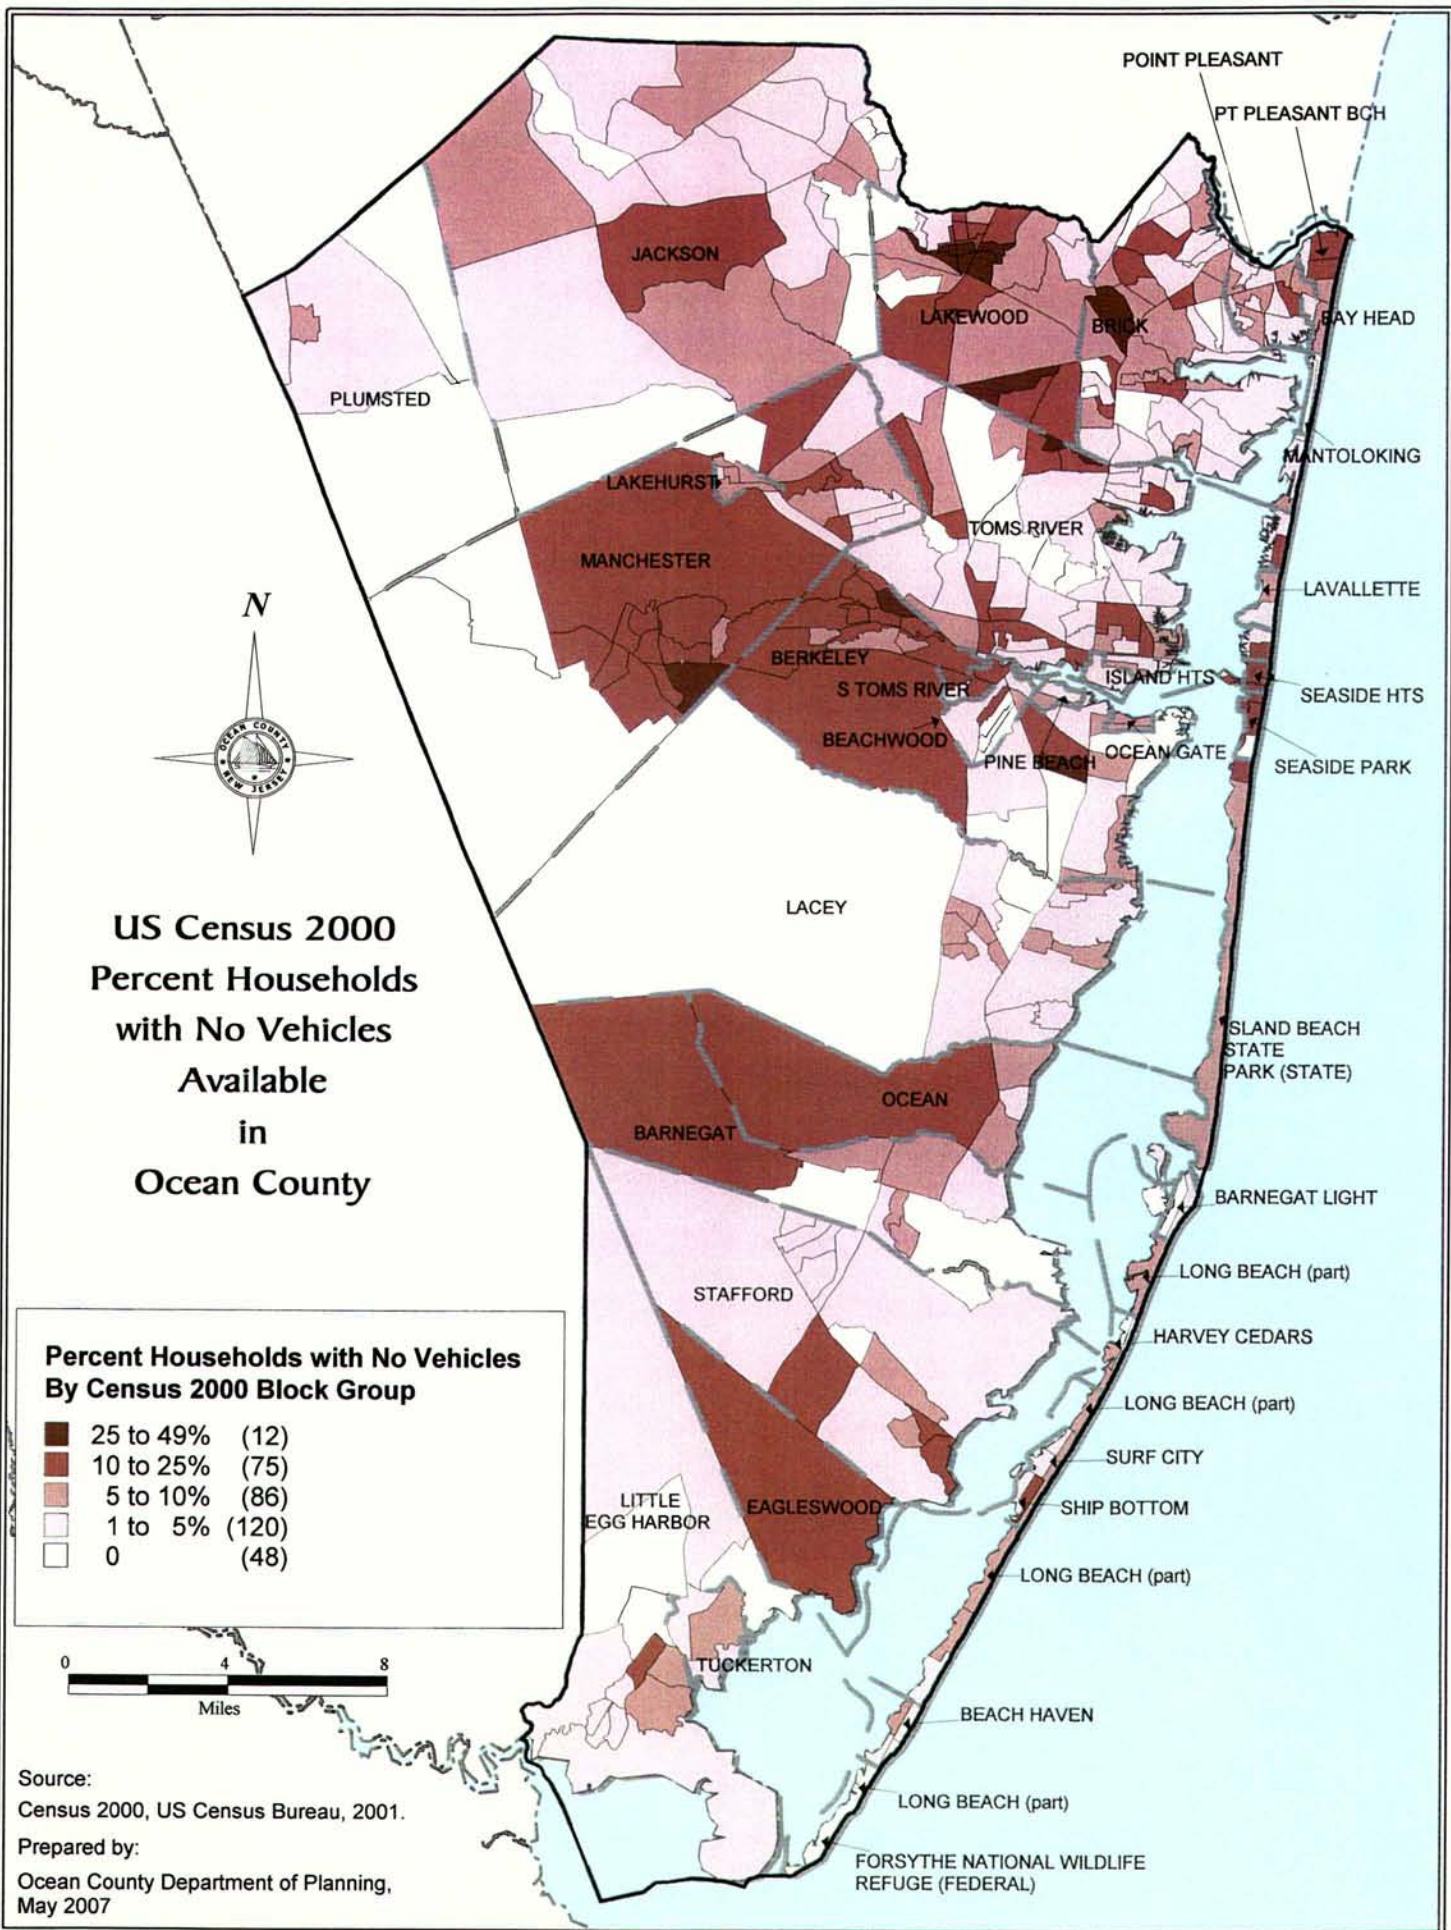 POINT PLEASANT
PT PLEASANT BCH
JACKSON
LAKEWOOD
BRICK
BAY HEAD
PLUMSTED
MANTOLOKING
LAKEHURST
TOMS RIVER
MANCHESTER
LAVALLETTE
N
BERKELEY
S TOMS RIVER
ISLAND HTS
SEASIDE HTS
BEACHWOOD
PINE BEACH
OCEAN GATE
SEASIDE PARK
OCEAN COUNTY
NEW JERSEY
LACEY
US Census 2000
Percent Households
with No Vehicles
Available
in
Ocean County
SLAND BEACH
STATE
PARK (STATE)
OCEAN
BARNEGAT
BARNEGAT LIGHT
LONG BEACH (part)
STAFFORD
HARVEY CEDARS
LONG BEACH (part)
SURF CITY
SHIP BOTTOM
LITTLE
EGG HARBOR
EAGLESWOOD
LONG BEACH (part)
Percent Households with No Vehicles
By Census 2000 Block Group
25 to 49% (12)
10 to 25% (75)
5 to 10% (86)
1 to 5% (120)
0 (48)
TUCKERTON
0 4 8
Miles
BEACH HAVEN
LONG BEACH (part)
FORSYTHE NATIONAL WILDLIFE
REFUGE (FEDERAL)
Source:
Census 2000, US Census Bureau, 2001.
Prepared by:
Ocean County Department of Planning,
May 2007